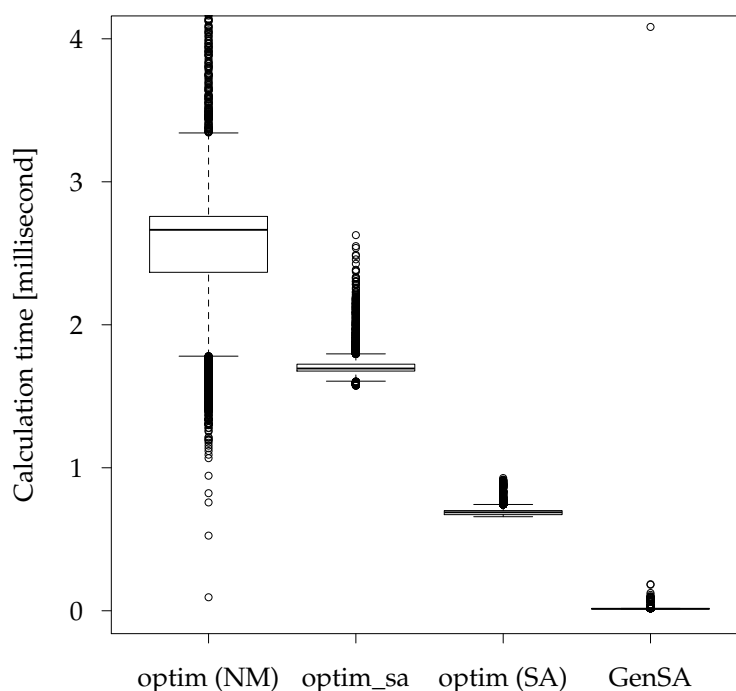 4
3
2
1
0
Calculation time [millisecond]
optim (NM) optim_sa optim (SA) GenSA